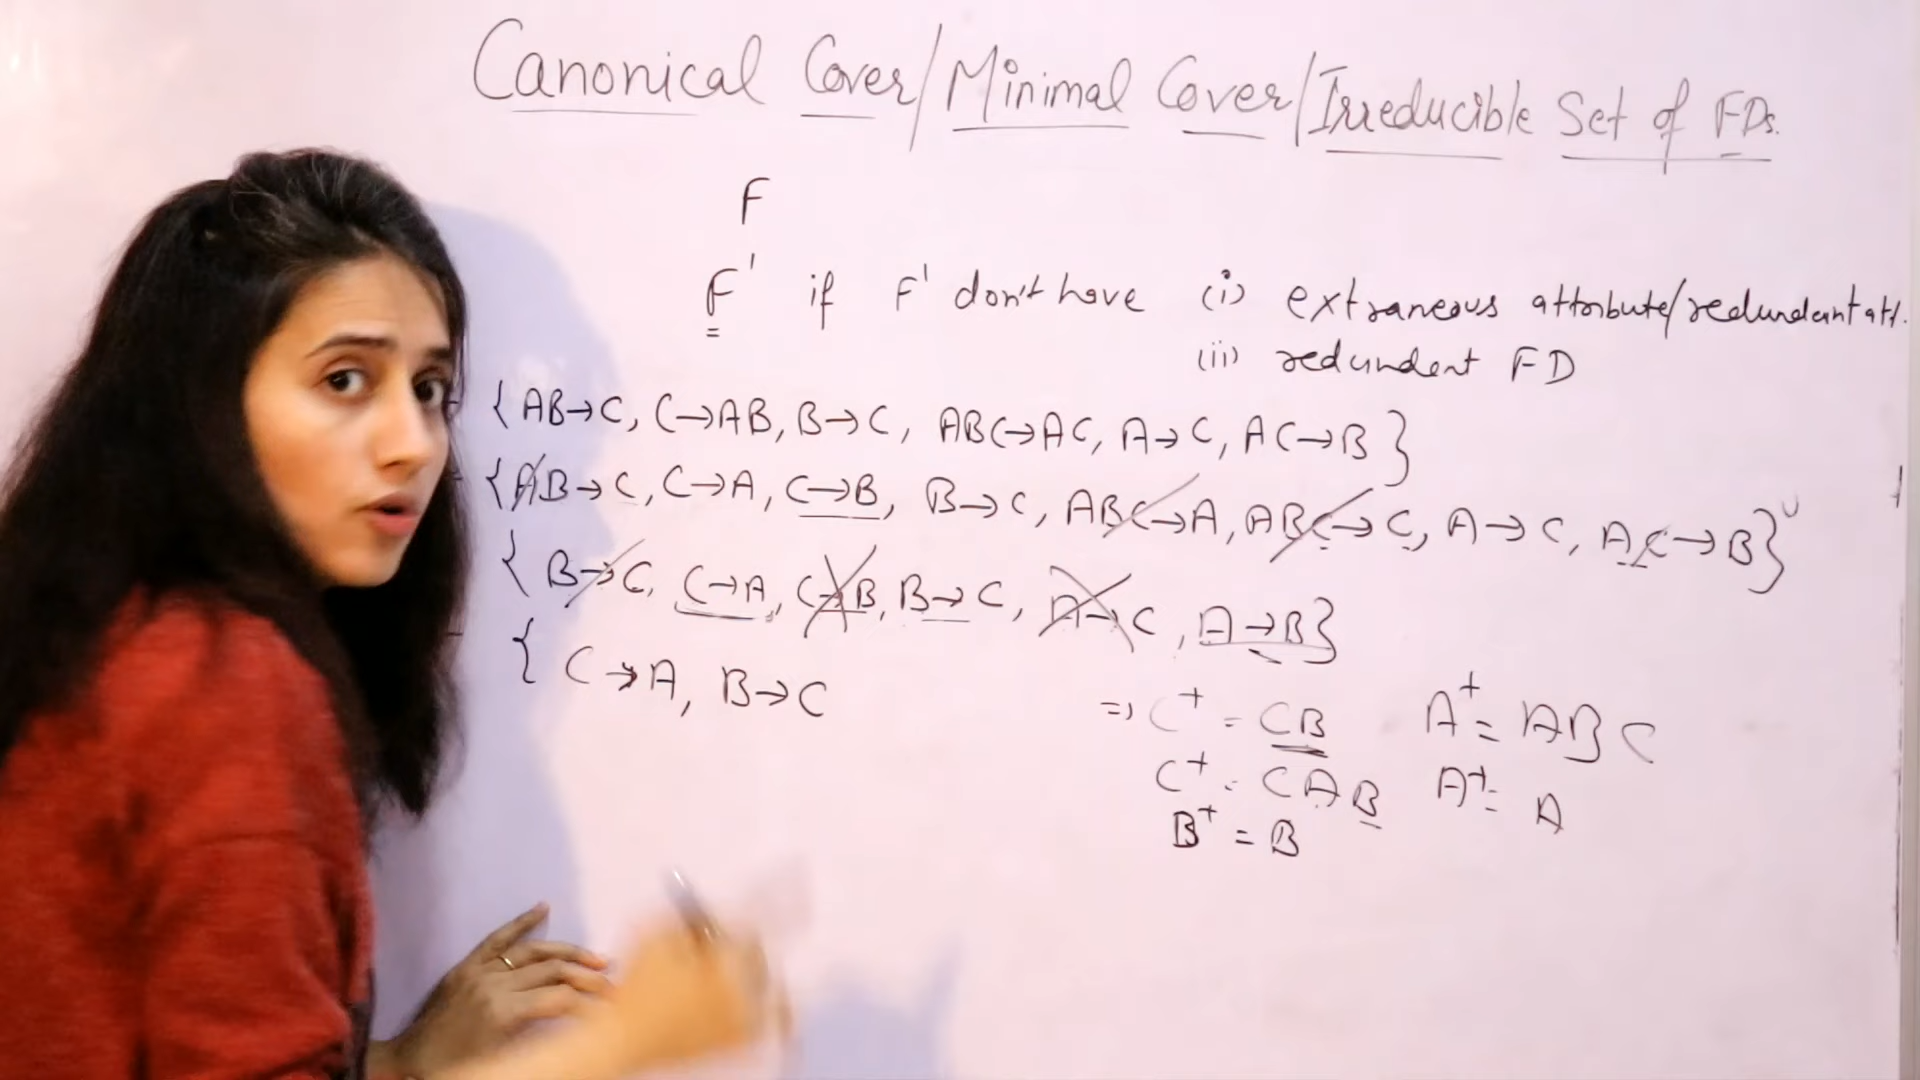 Canonical Cover/Minimal Cover/Irreducible Set of FDs.
F
F' if F' don't have (i) extraneous attribute/redundant att.
(ii) redundent FD
{AB→C, C→AB, B→C, ABC→AC, A→C, AC→B}
{AB→C, C→A, C→B, B→C, ABC→A, ABC→C, A→C, AC→B}
{B→C, C→A, C→B, B→C, A→C, A→B}
{C→A, B→C
=> C+ = CB A+ = ABC
C+ = CAB A+ = A
B+ = B